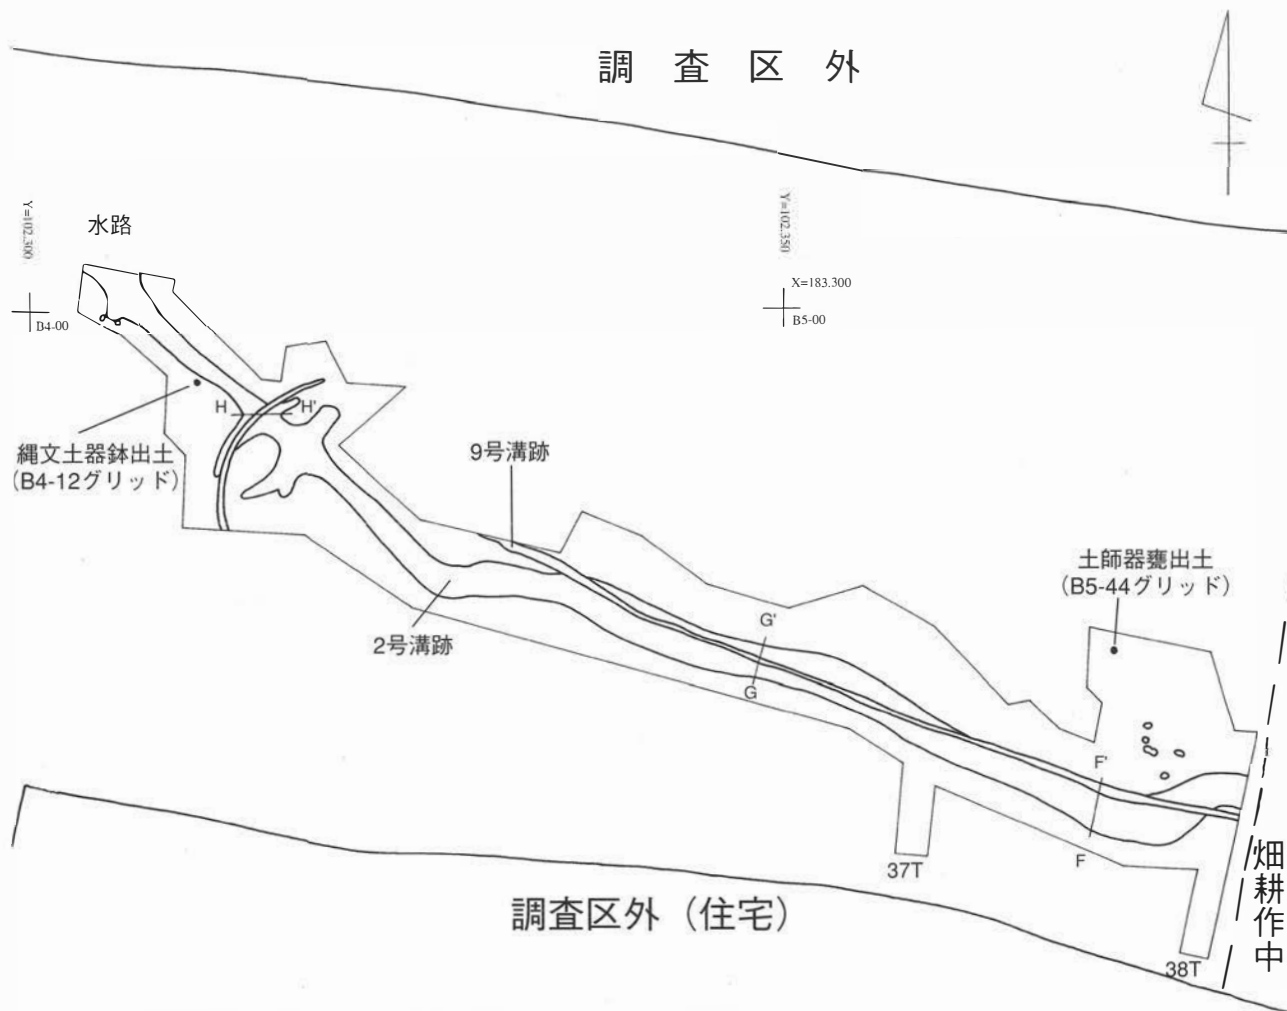 調査区外
Y=102.300
水路
Y=102.350
X=183.300
B4-00
B5-00
H
H'
縄文土器鉢出土
(B4-12グリッド)
9号溝跡
土師器甕出土
(B5-44グリッド)
2号溝跡
G'
G
F'
F
37T
畑耕作中
調査区外（住宅）
38T